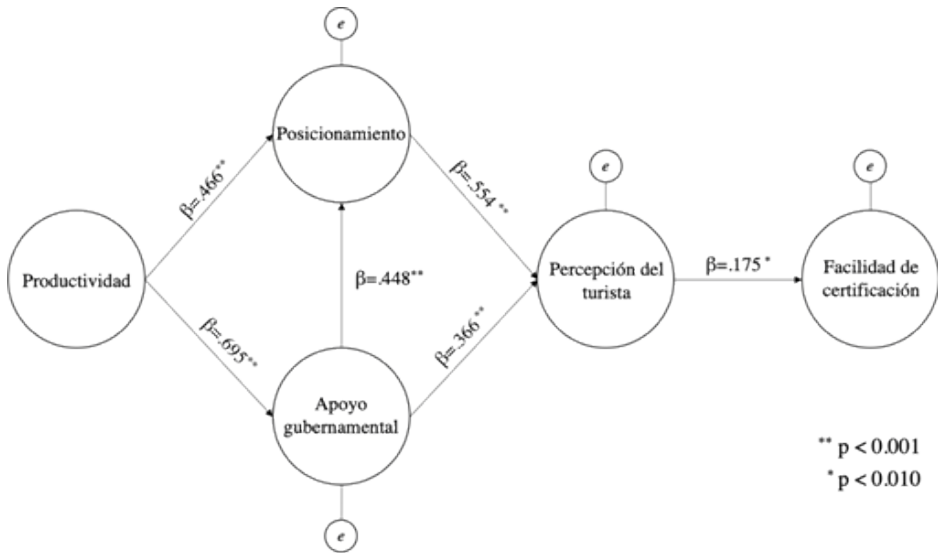 e
Posicionamiento
β=.466**
β=.554 **
e
e
Productividad
β=.448**
Percepción del
turista
β=.175 *
Facilidad de
certificación
β=.695**
β=.366 **
Apoyo
gubernamental
** p < 0.001
* p < 0.010
e